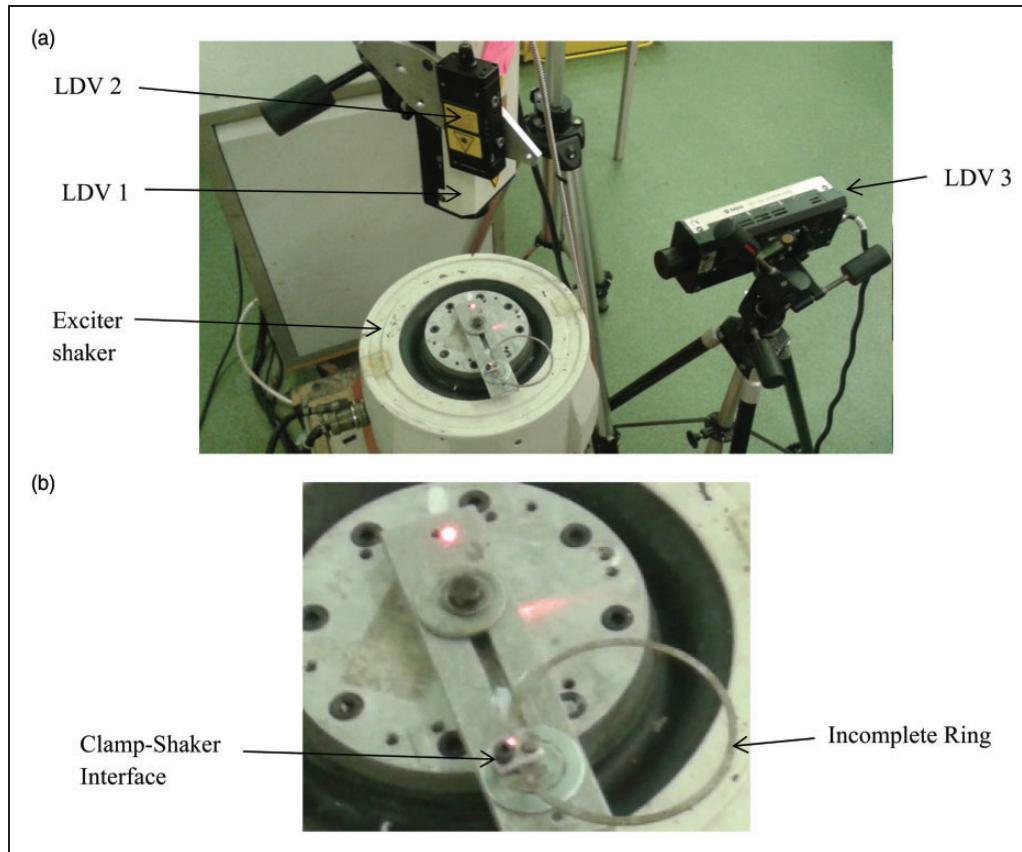 (a)
LDV 2
LDV 1
LDV 3
Exciter
shaker
(b)
Clamp-Shaker
Interface
Incomplete Ring